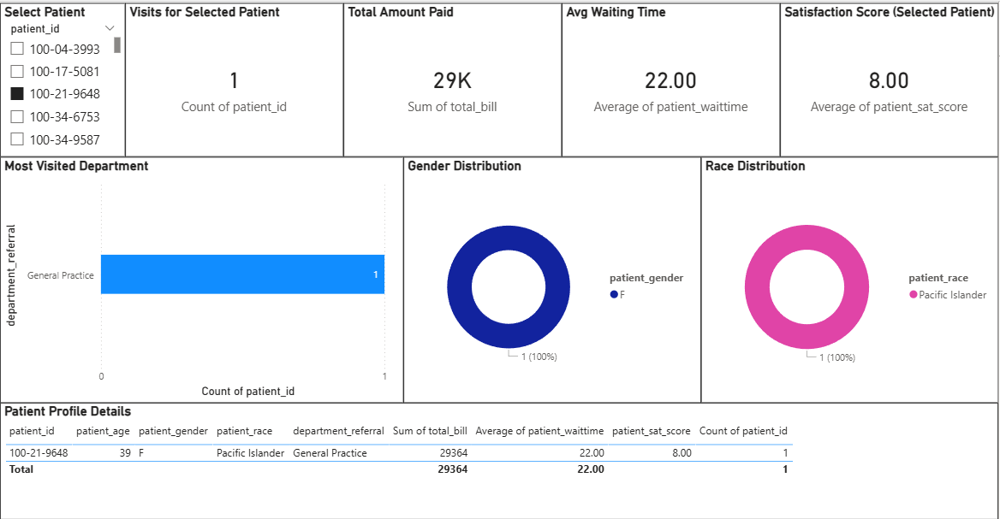 Select Patient
patient_id
100-04-3993
100-17-5081
100-21-9648
100-34-6753
100-34-9587
Visits for Selected Patient
1
Count of patient_id
Total Amount Paid
29K
Sum of total_bill
Avg Waiting Time
22.00
Average of patient_waittime
Satisfaction Score (Selected Patient)
8.00
Average of patient_sat_score
Most Visited Department
department_referral
General Practice
1
0 1
Count of patient_id
Gender Distribution
patient_gender
F
1 (100%)
Race Distribution
patient_race
Pacific Islander
1 (100%)
Patient Profile Details
patient_id patient_age patient_gender patient_race department_referral Sum of total_bill Average of patient_waittime patient_sat_score Count of patient_id
100-21-9648 39 F Pacific Islander General Practice 29364 22.00 8.00 1
Total 29364 22.00 1